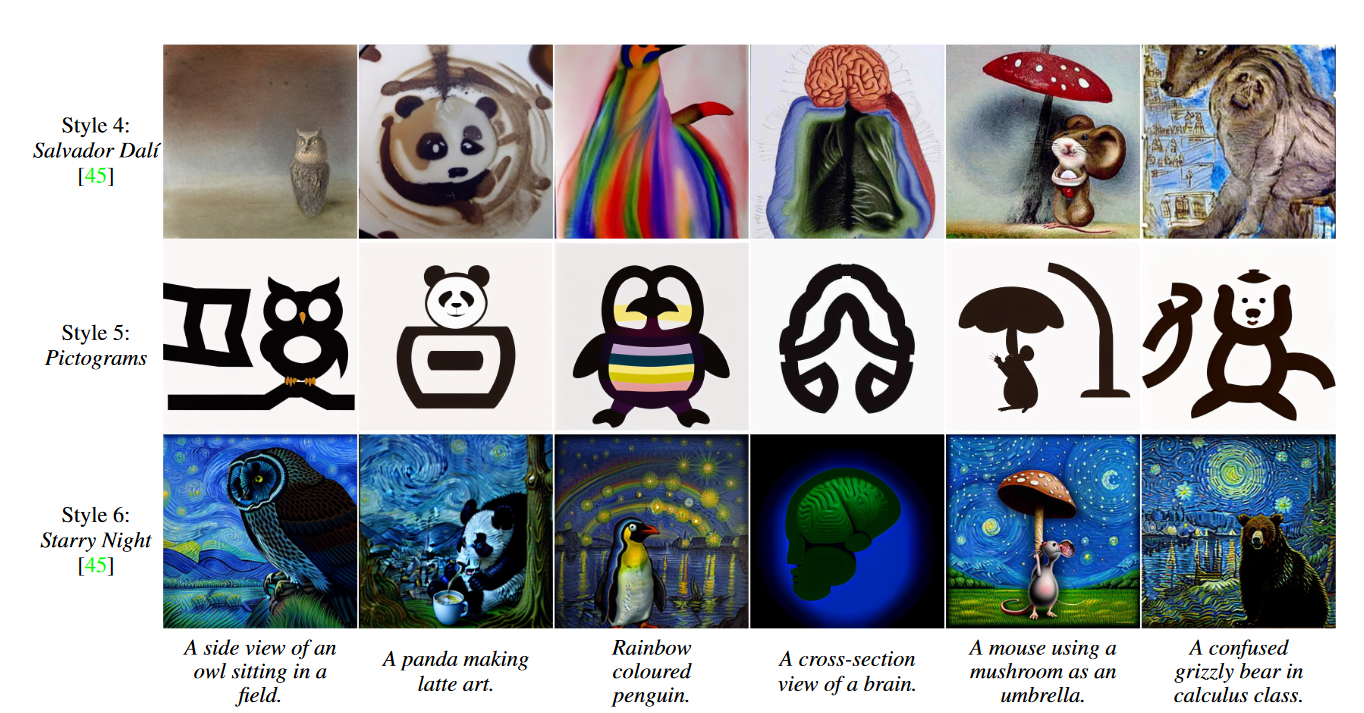 Style 4:
Salvador Dalí
[45]
Style 5:
Pictograms
Style 6:
Starry Night
[45]
A side view of an
owl sitting in a
field.
A panda making
latte art.
Rainbow
coloured
penguin.
A cross-section
view of a brain.
A mouse using a
mushroom as an
umbrella.
A confused
grizzly bear in
calculus class.